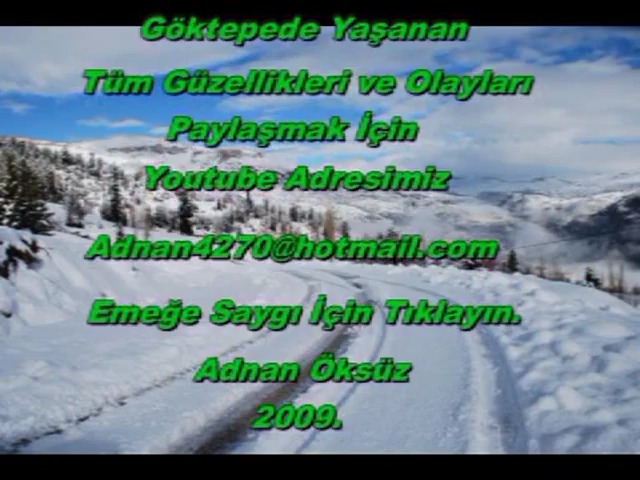 Göktepede Yaşanan
Tüm Güzellikleri ve Olayları
Paylaşmak İçin
Youtube Adresimiz
Adnan4270@hotmail.com
Emeğe Saygı İçin Tıklayın.
Adnan Öksüz
2009.